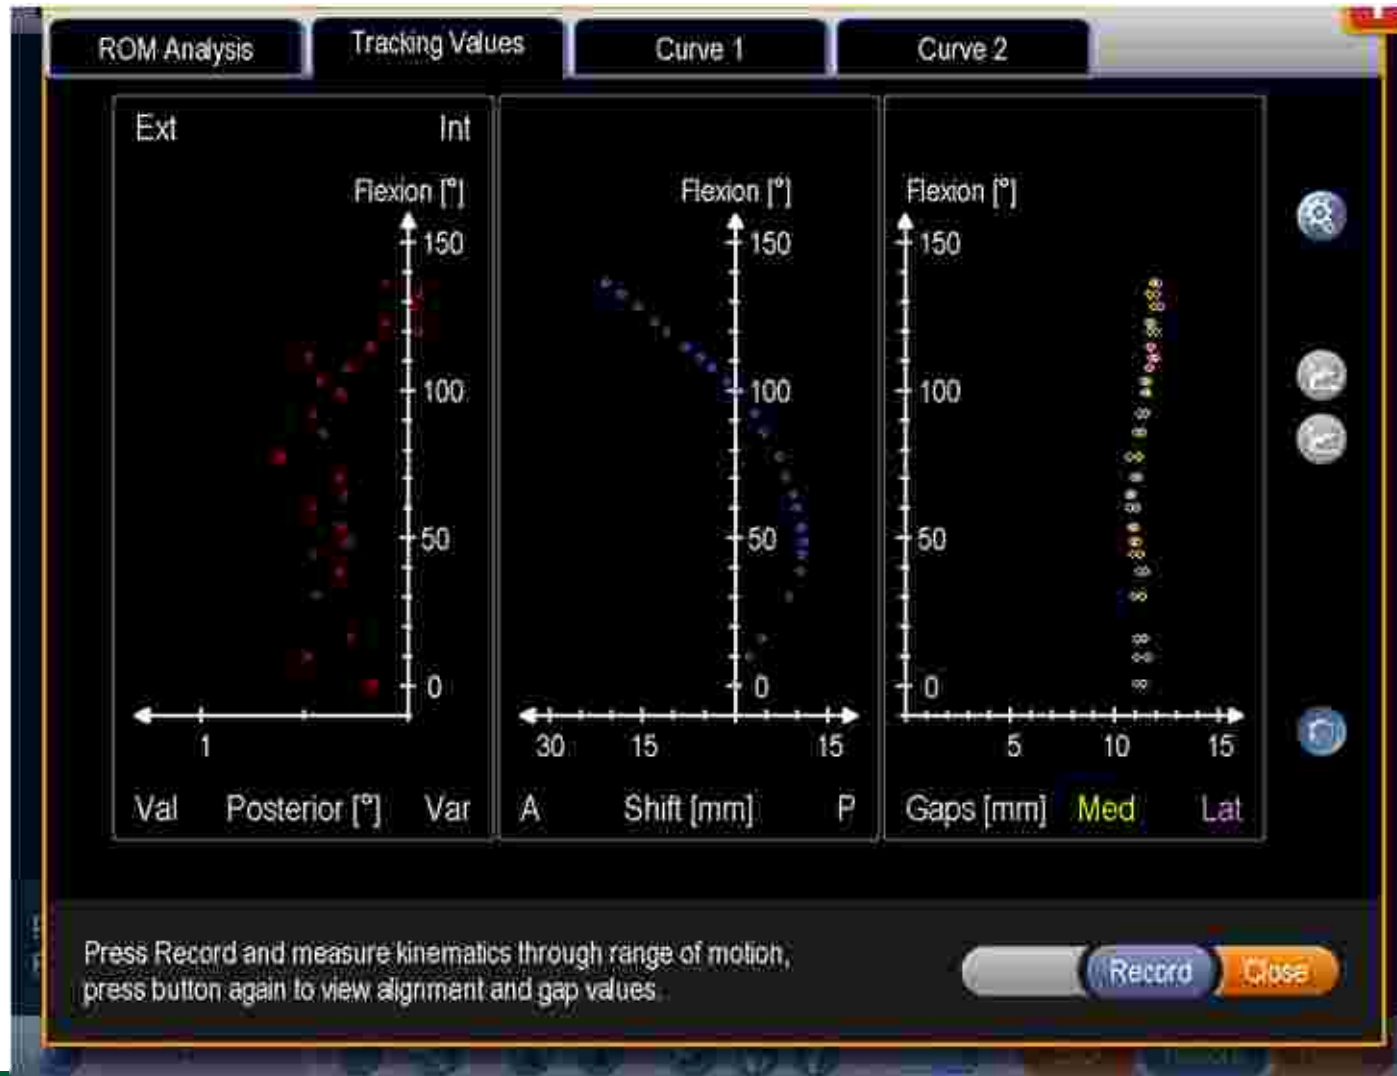 ROM Analysis
Tracking Values
Curve 1
Curve 2
Ext Int
Flexion [°]
150
100
50
0
1
Val Posterior [°] Var
Flexion [°]
150
100
50
0
30 15 15
A Shift [mm] P
Flexion [°]
150
100
50
0
5 10 15
Gaps [mm] Med Lat
Press Record and measure kinematics through range of motion,
press button again to view alignment and gap values.
Record
Close